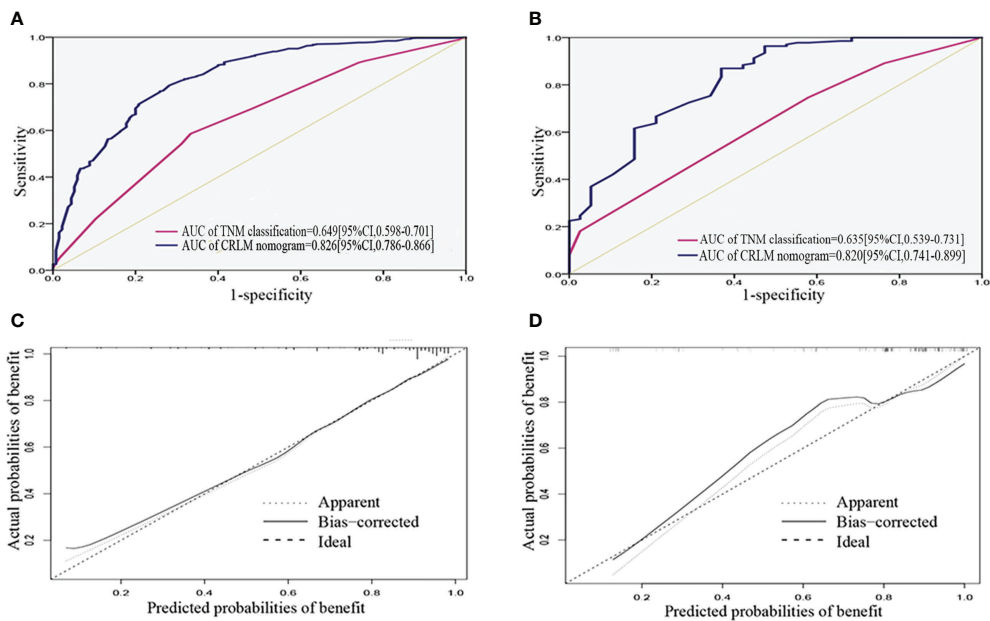 A
B
1.0
0.8
0.6
0.4
0.2
0.0
Sensitivity
AUC of TNM classification=0.649[95%CI,0.598-0.701]
AUC of CRLM nomogram=0.826[95%CI,0.786-0.866]
0.0 0.2 0.4 0.6 0.8 1.0
1-specificity
1.0
0.8
0.6
0.4
0.2
0.0
Sensitivity
AUC of TNM classification=0.635[95%CI,0.539-0.731]
AUC of CRLM nomogram=0.820[95%CI,0.741-0.899]
0.0 0.2 0.4 0.6 0.8 1.0
1-specificity
C
D
1.0
0.8
0.6
0.4
0.2
Actual probabilities of benefit
Apparent
Bias-corrected
Ideal
0.2 0.4 0.6 0.8 1.0
Predicted probabilities of benefit
1.0
0.8
0.6
0.4
0.2
Actual probabilities of benefit
Apparent
Bias-corrected
Ideal
0.2 0.4 0.6 0.8 1.0
Predicted probabilities of benefit